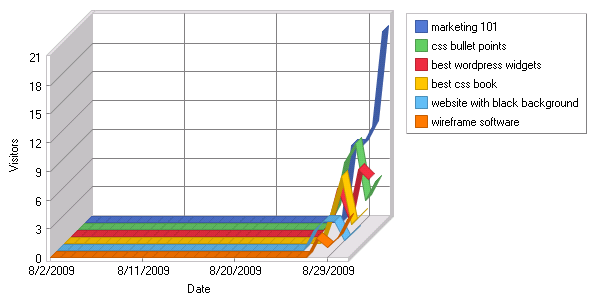 21
18
15
12
9
6
3
0
Visitors
8/2/2009
8/11/2009
8/20/2009
8/29/2009
Date
marketing 101
css bullet points
best wordpress widgets
best css book
website with black background
wireframe software